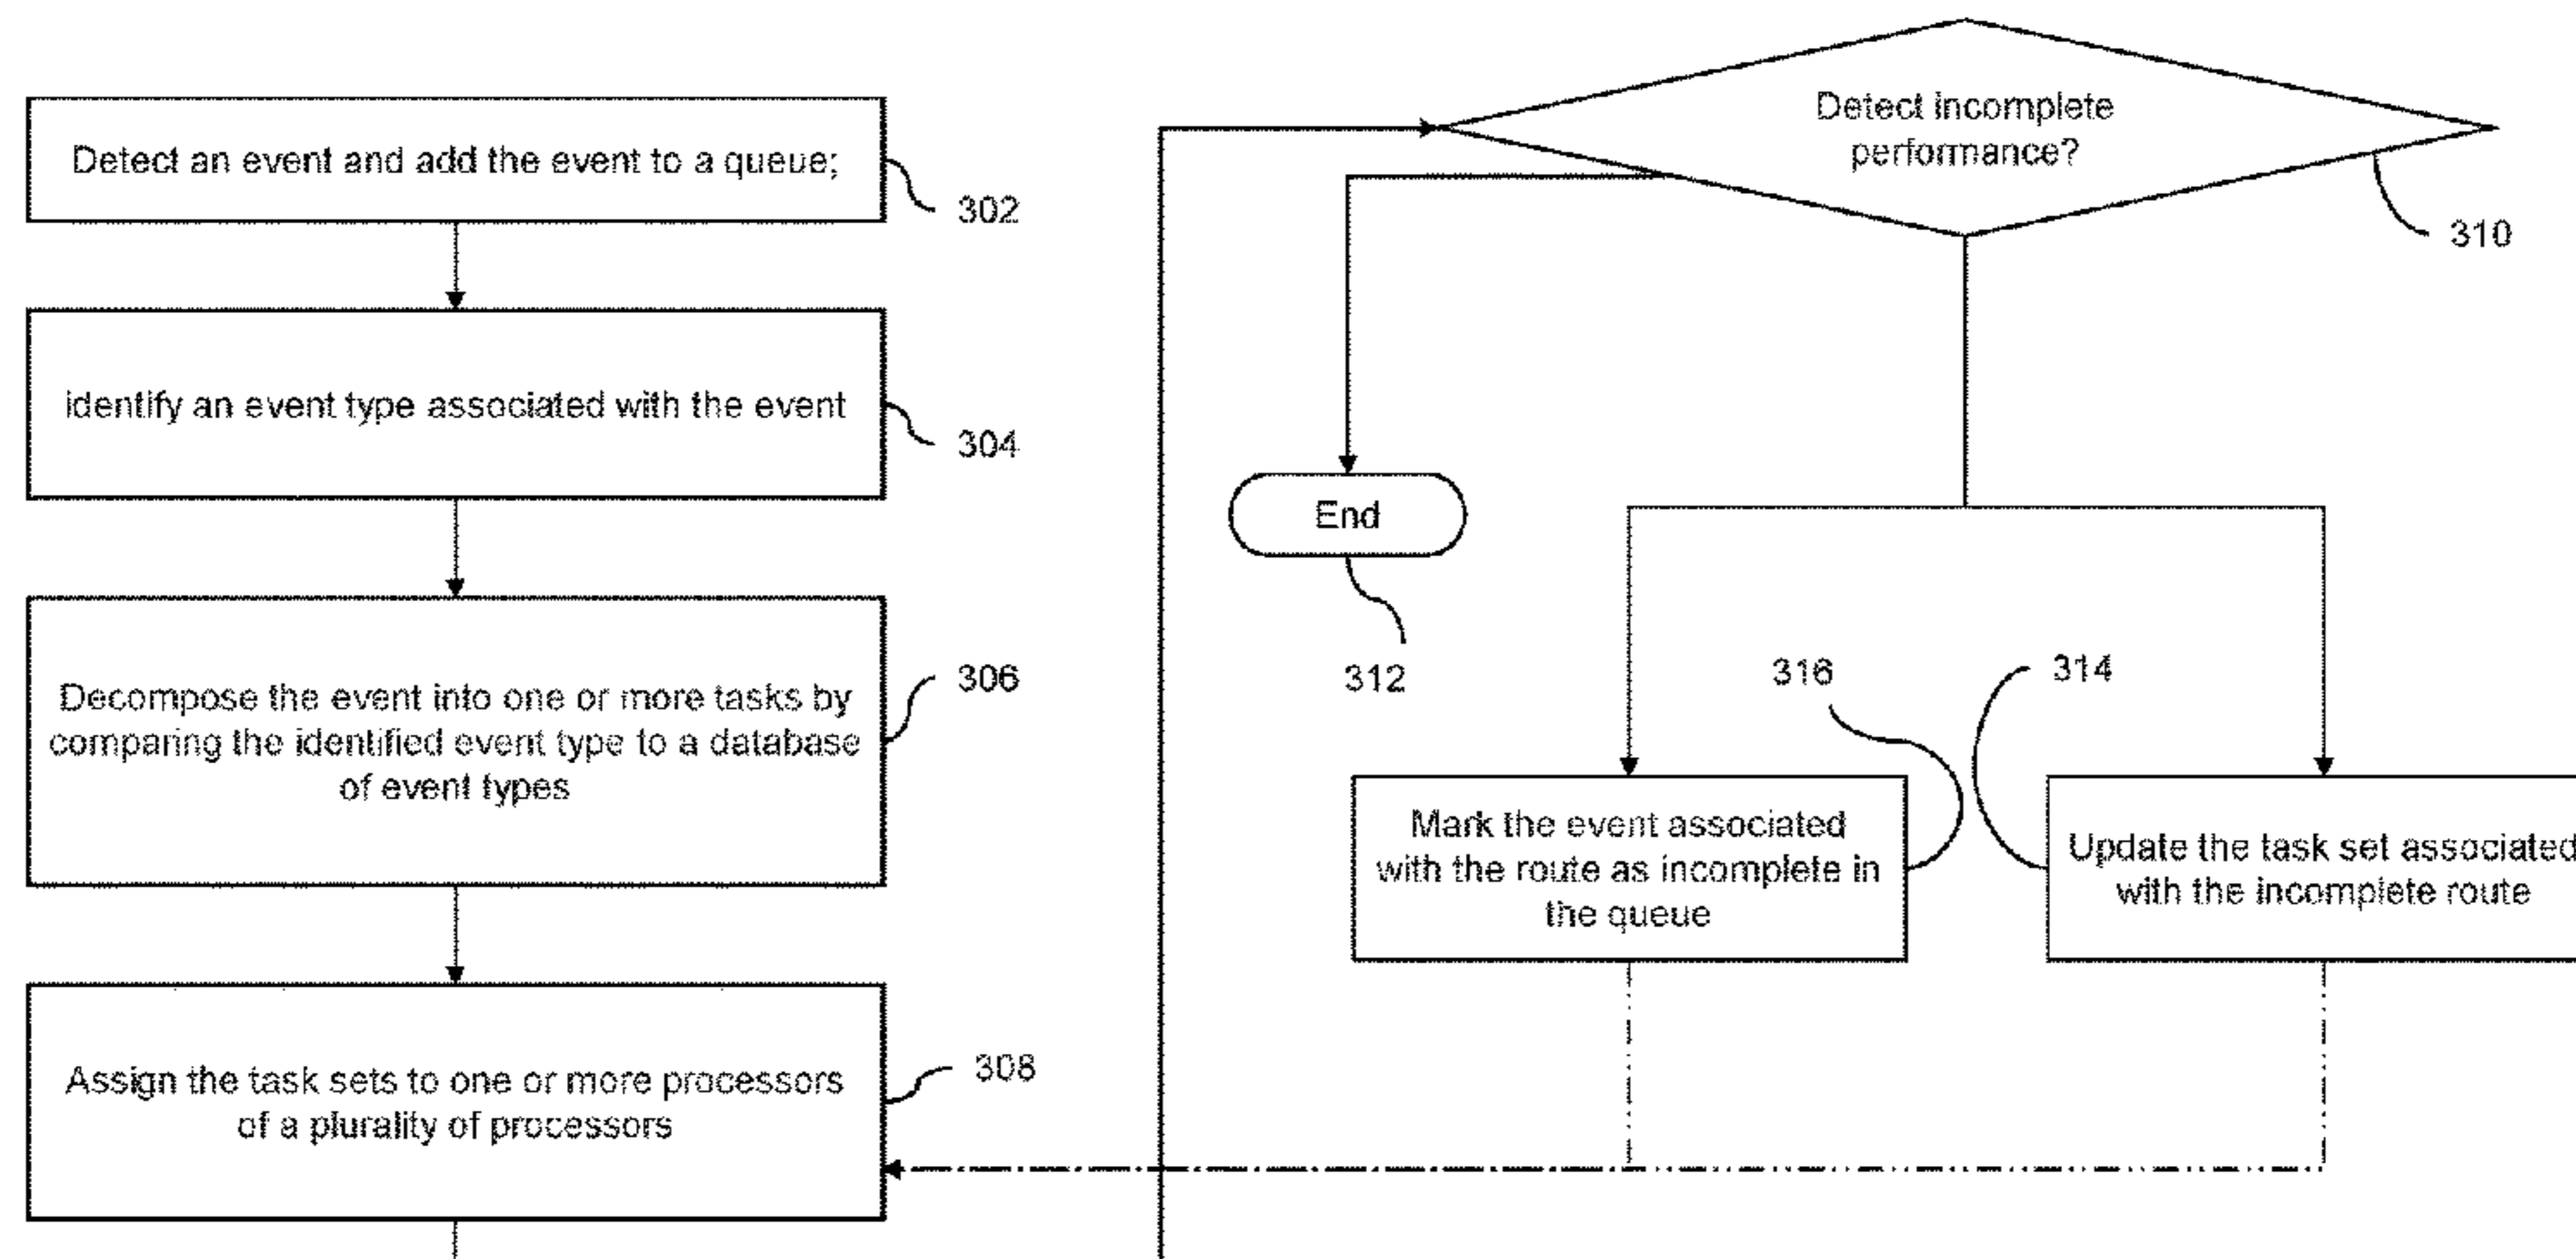 Detect an event and add the event to a queue;
302
identify an event type associated with the event
304
Decompose the event into one or more tasks by
comparing the identified event type to a database
of event types
306
Assign the task sets to one or more processors
of a plurality of processors
308
Detect incomplete
performance?
310
End
312
316
314
Mark the event associated
with the route as incomplete in
the queue
Update the task set associated
with the incomplete route